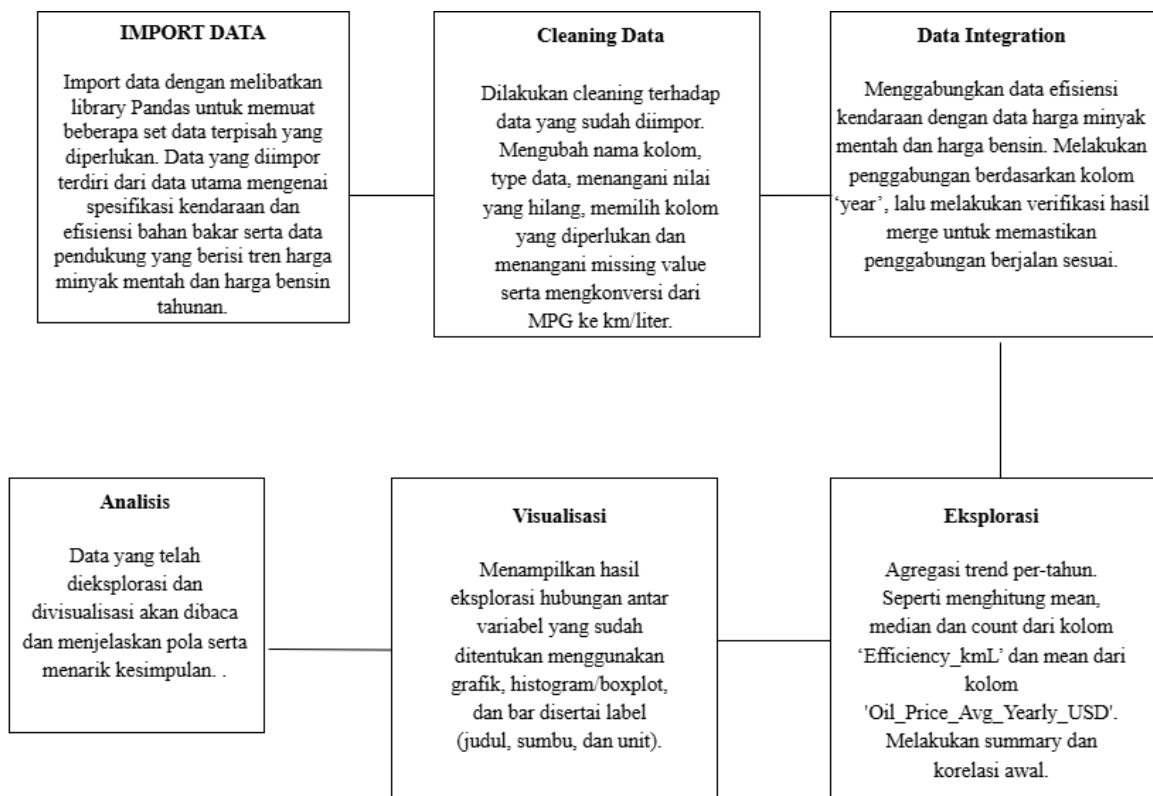 IMPORT DATA
Import data dengan melibatkan
library Pandas untuk memuat
beberapa set data terpisah yang
diperlukan. Data yang diimpor
terdiri dari data utama mengenai
spesifikasi kendaraan dan
efisiensi bahan bakar serta data
pendukung yang berisi tren harga
minyak mentah dan harga bensin
tahunan.
Cleaning Data
Dilakukan cleaning terhadap
data yang sudah diimpor.
Mengubah nama kolom,
type data, menangani nilai
yang hilang, memilih kolom
yang diperlukan dan
menangani missing value
serta mengkonversi dari
MPG ke km/liter.
Data Integration
Menggabungkan data efisiensi
kendaraan dengan data harga minyak
mentah dan harga bensin. Melakukan
penggabungan berdasarkan kolom
‘year’, lalu melakukan verifikasi hasil
merge untuk memastikan
penggabungan berjalan sesuai.
Eksplorasi
Agregasi trend per-tahun.
Seperti menghitung mean,
median dan count dari kolom
‘Efficiency_kmL’ dan mean dari
kolom
'Oil_Price_Avg_Yearly_USD'.
Melakukan summary dan
korelasi awal.
Visualisasi
Menampilkan hasil
eksplorasi hubungan antar
variabel yang sudah
ditentukan menggunakan
grafik, histogram/boxplot,
dan bar disertai label
(judul, sumbu, dan unit).
Analisis
Data yang telah
dieksplorasi dan
divisualisasi akan dibaca
dan menjelaskan pola serta
menarik kesimpulan. .